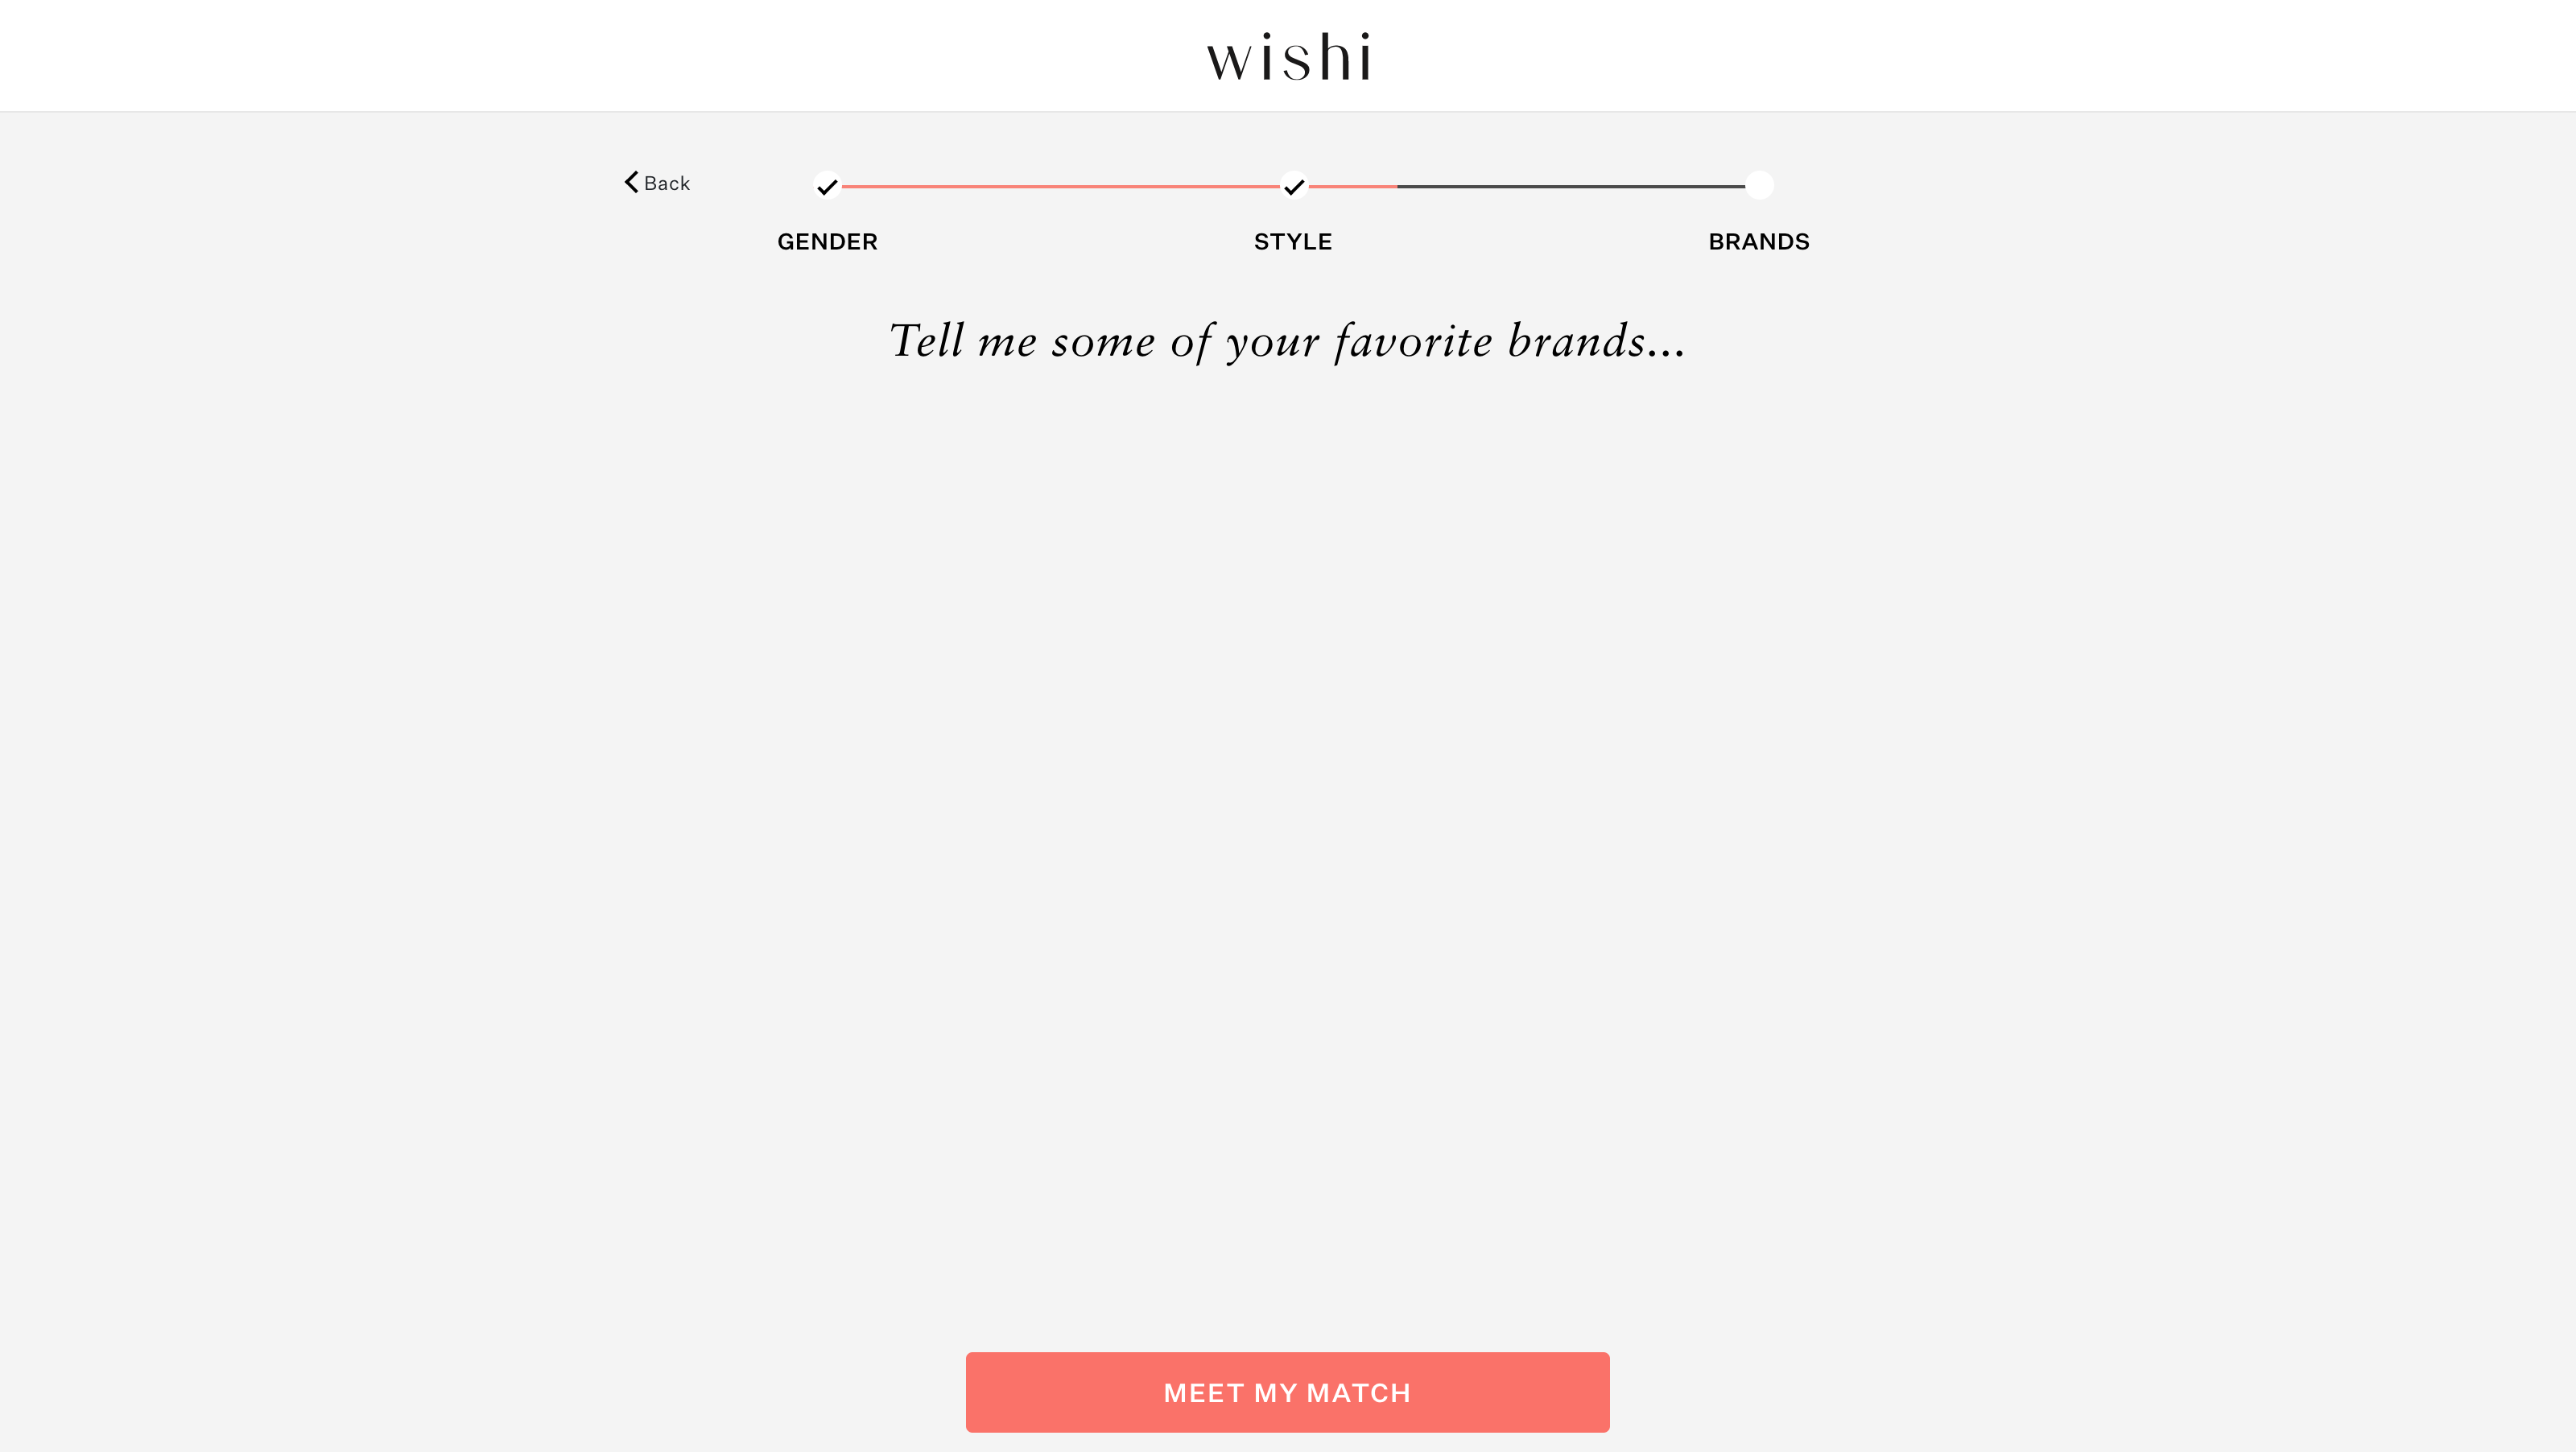 wishi
Back
GENDER
STYLE
BRANDS
Tell me some of your favorite brands...
MEET MY MATCH